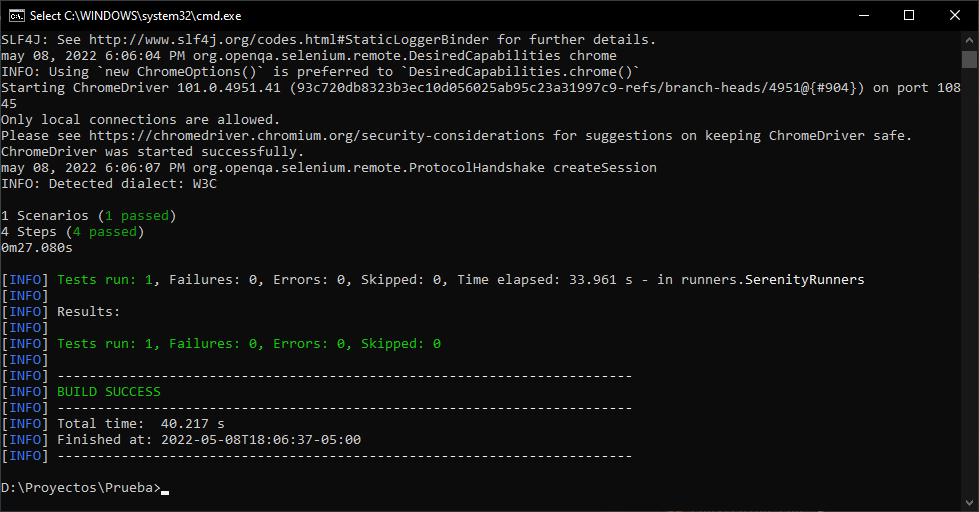 Select C:\WINDOWS\system32\cmd.exe
SLF4J: See http://www.slf4j.org/codes.html#StaticLoggerBinder for further details.
may 08, 2022 6:06:04 PM org.openqa.selenium.remote.DesiredCapabilities chrome
INFO: Using `new ChromeOptions()` is preferred to `DesiredCapabilities.chrome()`
Starting ChromeDriver 101.0.4951.41 (93c720db8323b3ec10d056025ab95c23a31997c9-refs/branch-heads/4951@{#904}) on port 108
45
Only local connections are allowed.
Please see https://chromedriver.chromium.org/security-considerations for suggestions on keeping ChromeDriver safe.
ChromeDriver was started successfully.
may 08, 2022 6:06:07 PM org.openqa.selenium.remote.ProtocolHandshake createSession
INFO: Detected dialect: W3C
1 Scenarios (1 passed)
4 Steps (4 passed)
0m27.080s
[INFO] Tests run: 1, Failures: 0, Errors: 0, Skipped: 0, Time elapsed: 33.961 s - in runners.SerenityRunners
[INFO]
[INFO] Results:
[INFO]
[INFO] Tests run: 1, Failures: 0, Errors: 0, Skipped: 0
[INFO]
[INFO] ------------------------------------------------------------------------
[INFO] BUILD SUCCESS
[INFO] ------------------------------------------------------------------------
[INFO] Total time:  40.217 s
[INFO] Finished at: 2022-05-08T18:06:37-05:00
[INFO] ------------------------------------------------------------------------
D:\Proyectos\Prueba>